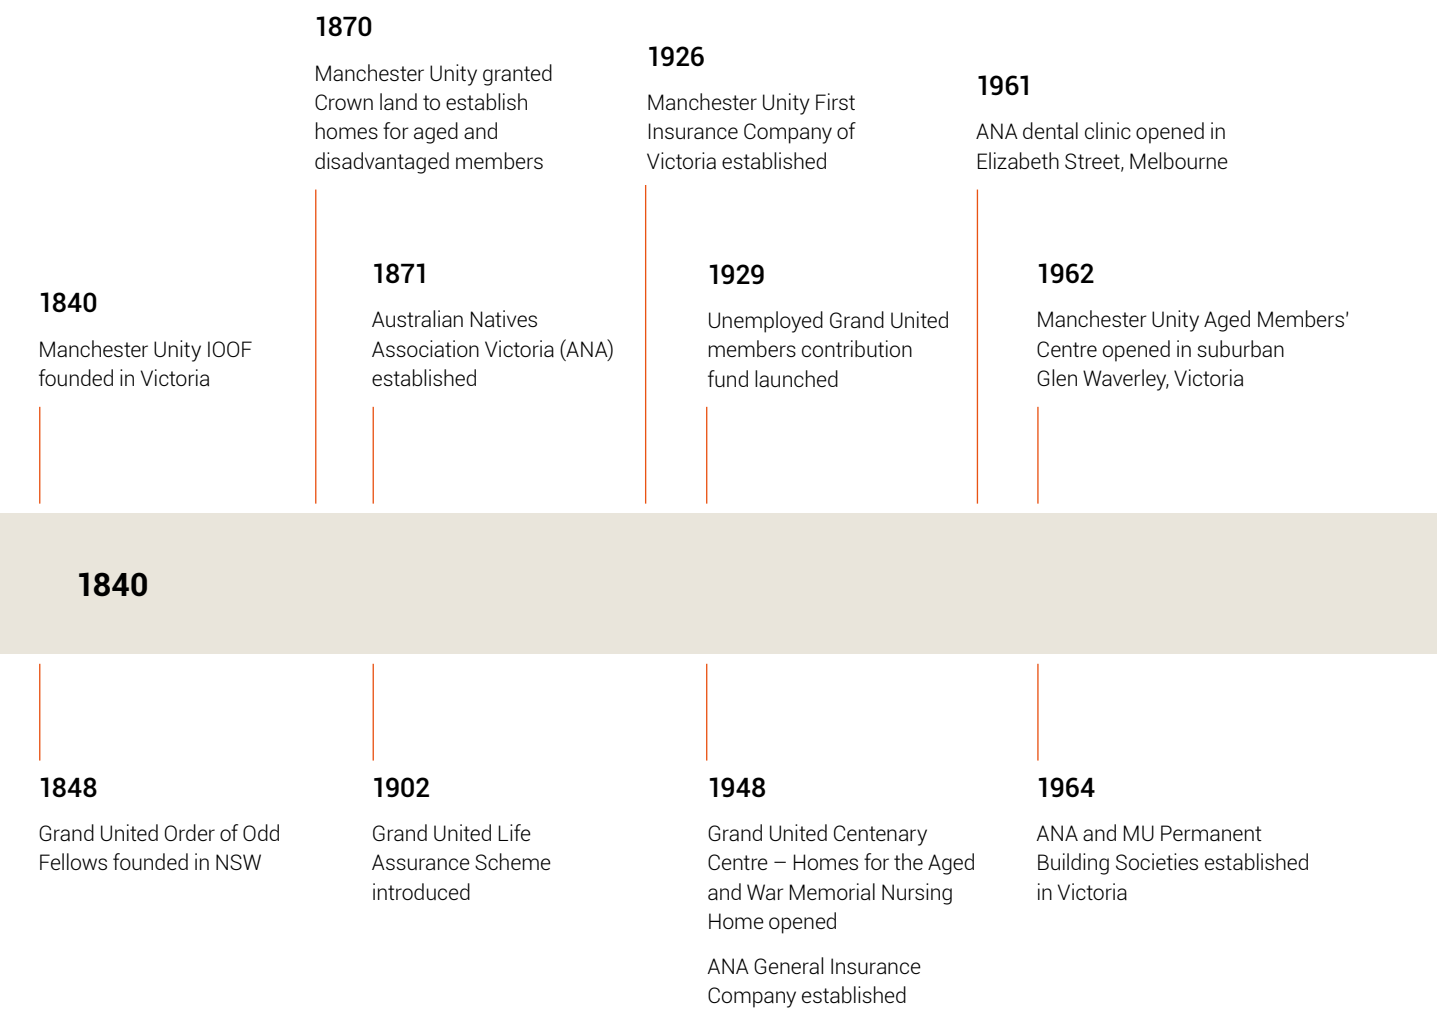 1870
Manchester Unity granted
Crown land to establish
homes for aged and
disadvantaged members
1926
Manchester Unity First
Insurance Company of
Victoria established
1961
ANA dental clinic opened in
Elizabeth Street, Melbourne
1840
Manchester Unity IOOF
founded in Victoria
1871
Australian Natives
Association Victoria (ANA)
established
1929
Unemployed Grand United
members contribution
fund launched
1962
Manchester Unity Aged Members’
Centre opened in suburban
Glen Waverley, Victoria
1840
1848
Grand United Order of Odd
Fellows founded in NSW
1902
Grand United Life
Assurance Scheme
introduced
1948
Grand United Centenary
Centre – Homes for the Aged
and War Memorial Nursing
Home opened
ANA General Insurance
Company established
1964
ANA and MU Permanent
Building Societies established
in Victoria